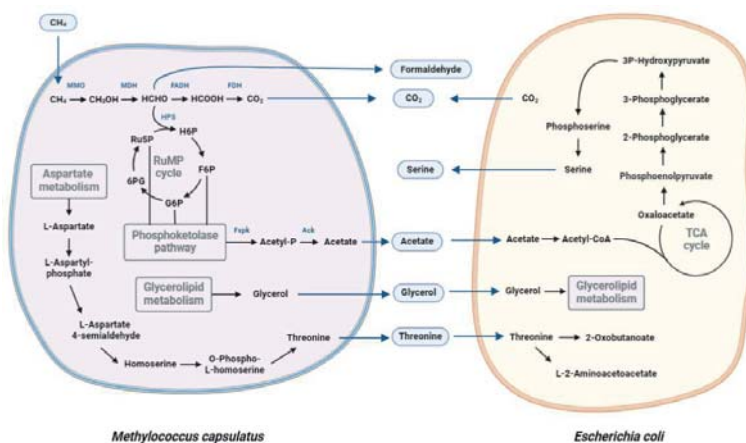 CH₄
MMO MDH FADH FDH
CH₄ CH₃OH HCHO HCOOH CO₂
HPS
Ru5P H6P
RuMP
cycle
6PG F6P
G6P
Aspartate
metabolism
L-Aspartate
L-Aspartyl-
phosphate
L-Aspartate
4-semialdehyde
Homoserine
O-Phospho-
L-homoserine
Threonine
Phosphoketolase
pathway
Fxpk Ack
Acetyl-P Acetate
Glycerolipid
metabolism
Glycerol
Formaldehyde
CO₂
Serine
Acetate
Glycerol
Threonine
CO₂
3P-Hydroxypyruvate
3-Phosphoglycerate
2-Phosphoglycerate
Phosphoenolpyruvate
Oxaloacetate
Phosphoserine
Serine
TCA
cycle
Acetate Acetyl-CoA
Glycerol
Glycerolipid
metabolism
Threonine 2-Oxobutanoate
L-2-Aminoacetoacetate
Methylococcus capsulatus
Escherichia coli